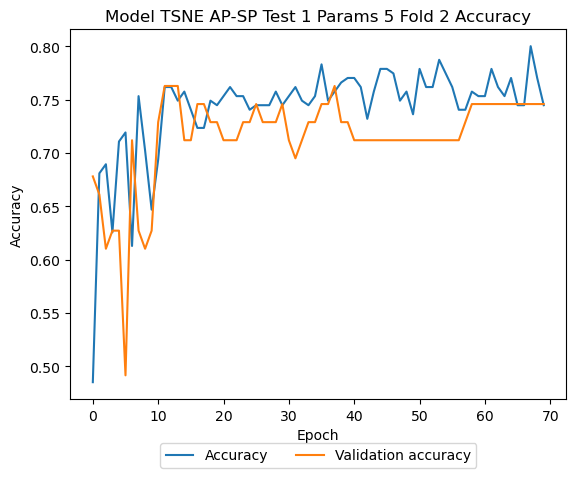 Model TSNE AP-SP Test 1 Params 5 Fold 2 Accuracy
0.80
0.75
0.70
0.65
0.60
0.55
0.50
Accuracy
0 10 20 30 40 50 60 70
Epoch
Accuracy Validation accuracy